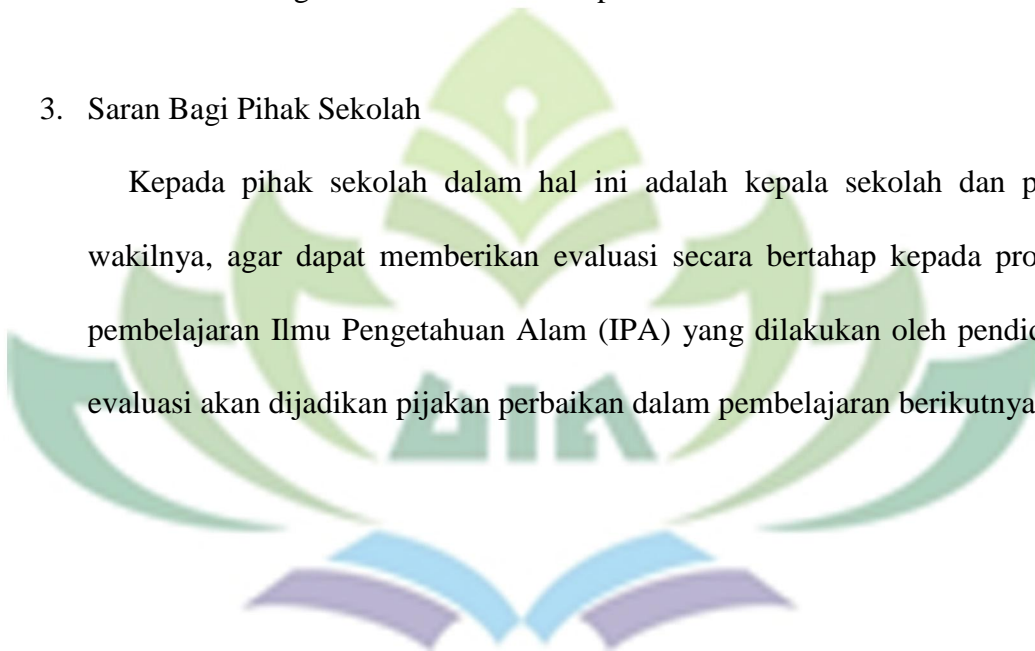 3. Saran Bagi Pihak Sekolah
Kepada pihak sekolah dalam hal ini adalah kepala sekolah dan
wakilnya, agar dapat memberikan evaluasi secara bertahap kepada
pembelajaran Ilmu Pengetahuan Alam (IPA) yang dilakukan oleh
evaluasi akan dijadikan pijakan perbaikan dalam pembelajaran berikutnya
UIN